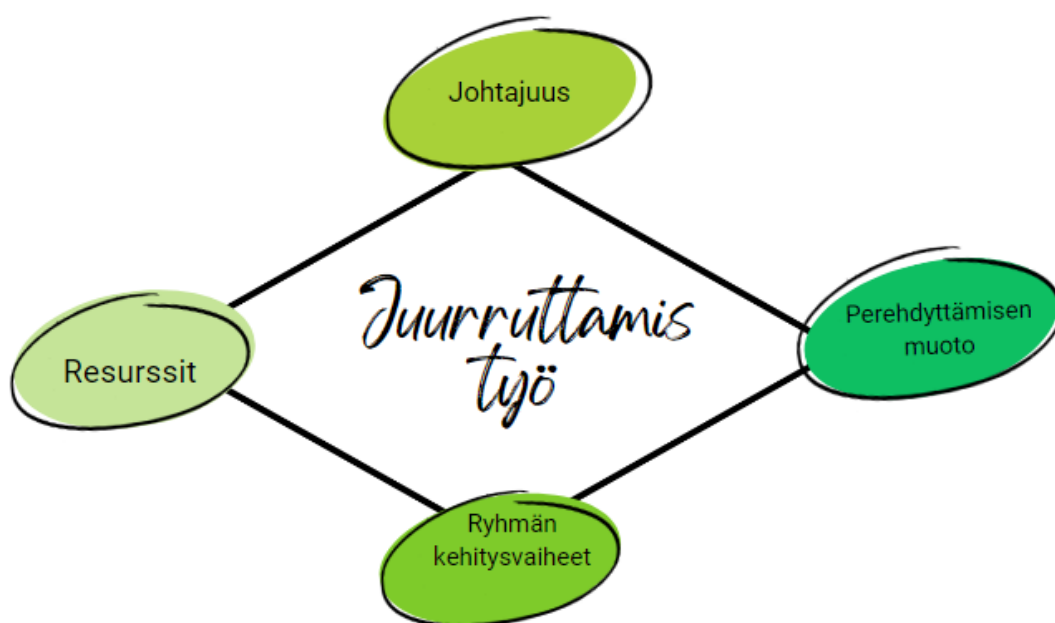 Johtajuus
Juurruttamis
työ
Perehdyttämisen
muoto
Resurssit
Ryhmän
kehitysvaiheet